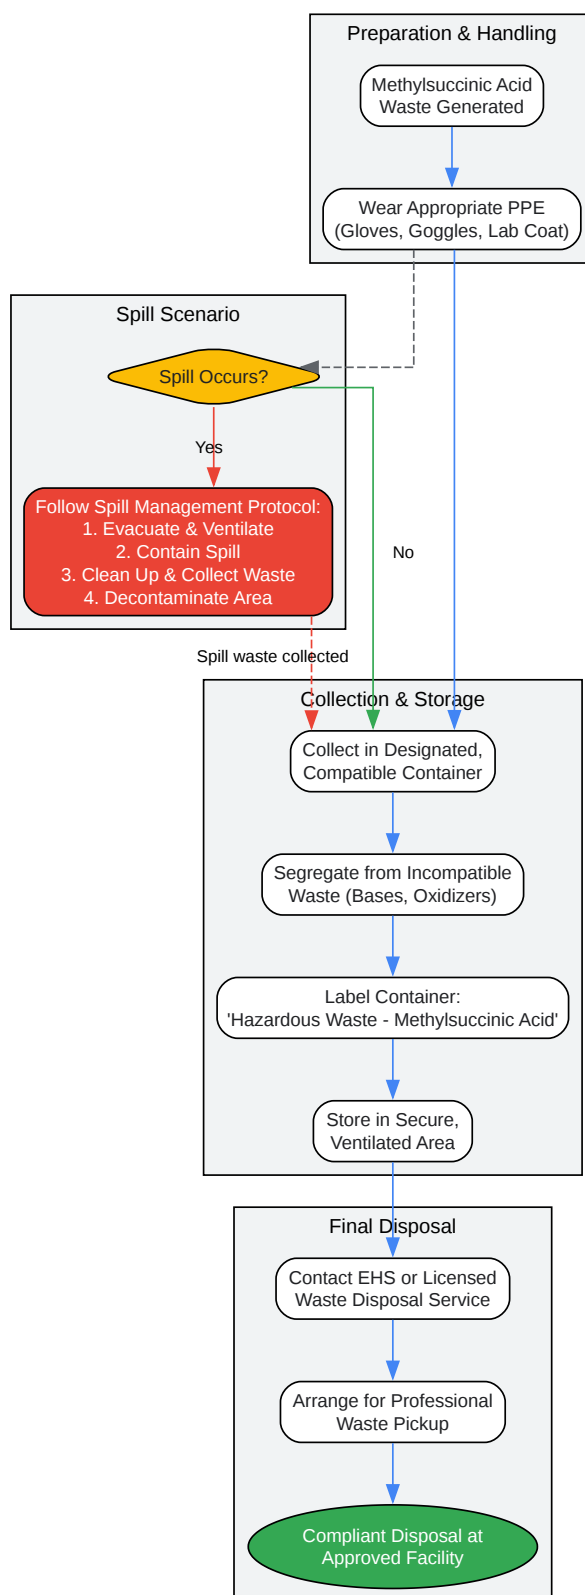 Preparation & Handling
Methylsuccinic Acid
Waste Generated
Wear Appropriate PPE
(Gloves, Goggles, Lab Coat)
Spill Scenario
Spill Occurs?
Yes
Follow Spill Management Protocol:
1. Evacuate & Ventilate
2. Contain Spill
3. Clean Up & Collect Waste
4. Decontaminate Area
No
Spill waste collected
Collection & Storage
Collect in Designated,
Compatible Container
Segregate from Incompatible
Waste (Bases, Oxidizers)
Label Container:
'Hazardous Waste - Methylsuccinic Acid'
Store in Secure,
Ventilated Area
Final Disposal
Contact EHS or Licensed
Waste Disposal Service
Arrange for Professional
Waste Pickup
Compliant Disposal at
Approved Facility